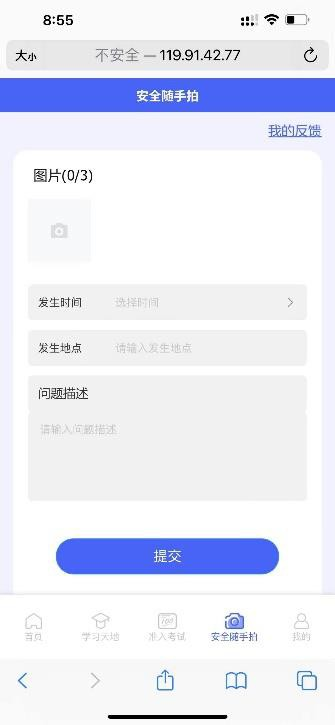 8:55
大小 不安全 — 119.91.42.77
安全随手拍
我的反馈
图片(0/3)
发生时间 选择时间
发生地点 请输入发生地点
问题描述
请输入问题描述
提交
100
首页 学习天地 准入考试 安全随手拍 我的